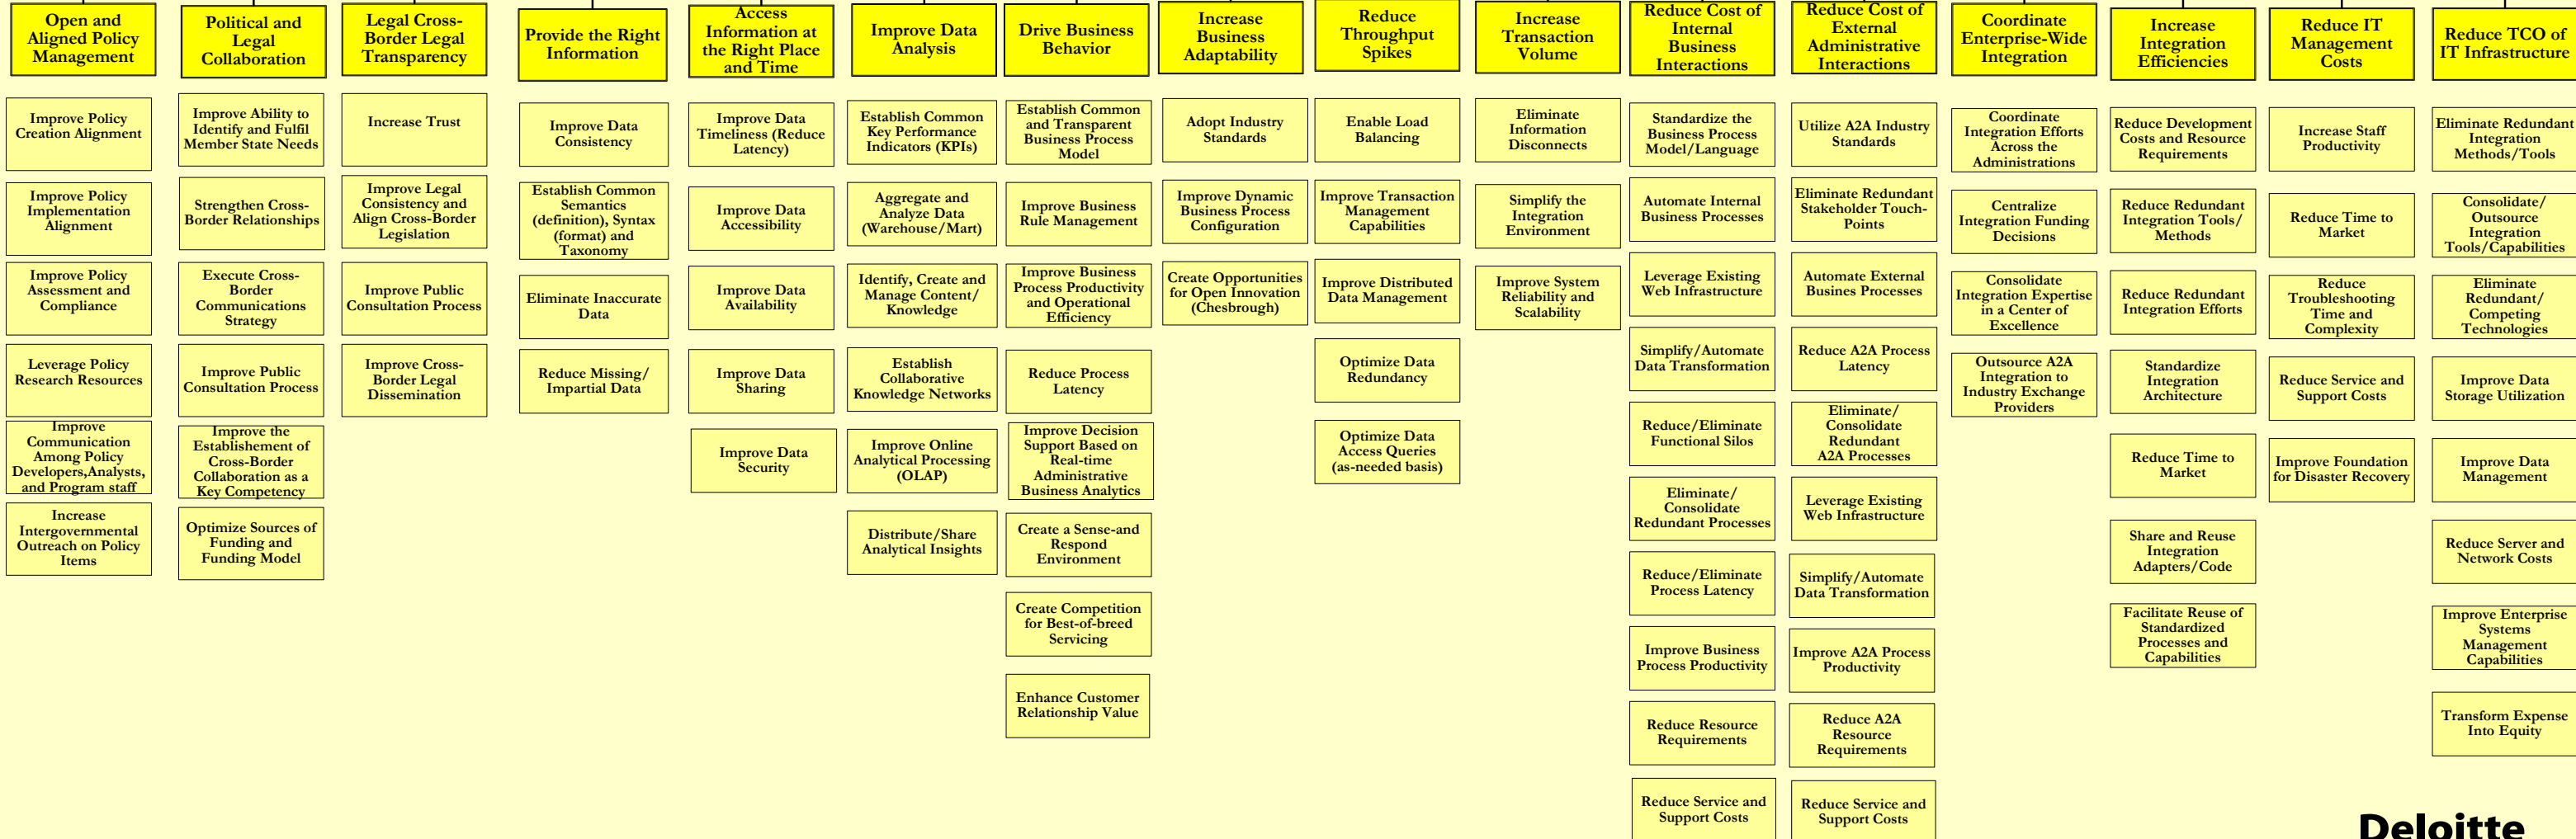 Open and
Aligned Policy
Management
Improve Policy
Creation Alignment
Improve Policy
Implementation
Alignment
Improve Policy
Assessment and
Compliance
Leverage Policy
Research Resources
Improve
Communication
Among Policy
Developers,Analysts,
and Program staff
Increase
Intergovernmental
Outreach on Policy
Items
Political and
Legal
Collaboration
Improve Ability to
Identify and Fulfil
Member State Needs
Strengthen Cross-
Border Relationships
Execute Cross-
Border
Communications
Strategy
Improve Public
Consultation Process
Improve the
Establishement of
Cross-Border
Collaboration as a
Key Competency
Optimize Sources of
Funding and
Funding Model
Legal Cross-
Border Legal
Transparency
Increase Trust
Improve Legal
Consistency and
Align Cross-Border
Legislation
Improve Public
Consultation Process
Improve Cross-
Border Legal
Dissemination
Provide the Right
Information
Improve Data
Consistency
Establish Common
Semantics
(definition), Syntax
(format) and
Taxonomy
Eliminate Inaccurate
Data
Reduce Missing/
Impartial Data
Access
Information at
the Right Place
and Time
Improve Data
Timeliness (Reduce
Latency)
Improve Data
Accessibility
Improve Data
Availability
Improve Data
Sharing
Improve Data
Security
Improve Data
Analysis
Establish Common
Key Performance
Indicators (KPIs)
Aggregate and
Analyze Data
(Warehouse/Mart)
Identify, Create and
Manage Content/
Knowledge
Establish
Collaborative
Knowledge Networks
Improve Online
Analytical Processing
(OLAP)
Distribute/Share
Analytical Insights
Drive Business
Behavior
Establish Common
and Transparent
Business Process
Model
Improve Business
Rule Management
Improve Business
Process Productivity
and Operational
Efficiency
Reduce Process
Latency
Improve Decision
Support Based on
Real-time
Administrative
Business Analytics
Create a Sense-and
Respond
Environment
Create Competition
for Best-of-breed
Servicing
Enhance Customer
Relationship Value
Increase
Business
Adaptability
Adopt Industry
Standards
Improve Dynamic
Business Process
Configuration
Create Opportunities
for Open Innovation
(Chesbrough)
Reduce
Throughput
Spikes
Enable Load
Balancing
Improve Transaction
Management
Capabilities
Improve Distributed
Data Management
Optimize Data
Redundancy
Optimize Data
Access Queries
(as-needed basis)
Increase
Transaction
Volume
Eliminate
Information
Disconnects
Simplify the
Integration
Environment
Improve System
Reliability and
Scalability
Reduce Cost of
Internal
Business
Interactions
Standardize the
Business Process
Model/Language
Automate Internal
Business Processes
Leverage Existing
Web Infrastructure
Simplify/Automate
Data Transformation
Reduce/Eliminate
Functional Silos
Eliminate/
Consolidate
Redundant Processes
Reduce/Eliminate
Process Latency
Improve Business
Process Productivity
Reduce Resource
Requirements
Reduce Service and
Support Costs
Reduce Cost of
External
Administrative
Interactions
Utilize A2A Industry
Standards
Eliminate Redundant
Stakeholder Touch-
Points
Automate External
Busines Processes
Reduce A2A Process
Latency
Eliminate/
Consolidate
Redundant
A2A Processes
Leverage Existing
Web Infrastructure
Simplify/Automate
Data Transformation
Improve A2A Process
Productivity
Reduce A2A
Resource
Requirements
Reduce Service and
Support Costs
Coordinate
Enterprise-Wide
Integration
Coordinate
Integration Efforts
Across the
Administrations
Centralize
Integration Funding
Decisions
Consolidate
Integration Expertise
in a Center of
Excellence
Outsource A2A
Integration to
Industry Exchange
Providers
Increase
Integration
Efficiencies
Reduce Development
Costs and Resource
Requirements
Reduce Redundant
Integration Tools/
Methods
Reduce Redundant
Integration Efforts
Standardize
Integration
Architecture
Reduce Time to
Market
Share and Reuse
Integration
Adapters/Code
Facilitate Reuse of
Standardized
Processes and
Capabilities
Reduce IT
Management
Costs
Increase Staff
Productivity
Reduce Time to
Market
Reduce
Troubleshooting
Time and
Complexity
Reduce Service and
Support Costs
Improve Foundation
for Disaster Recovery
Reduce TCO of
IT Infrastructure
Eliminate Redundant
Integration
Methods/Tools
Consolidate/
Outsource
Integration
Tools/Capabilities
Eliminate
Redundant/
Competing
Technologies
Improve Data
Storage Utilization
Improve Data
Management
Reduce Server and
Network Costs
Improve Enterprise
Systems
Management
Capabilities
Transform Expense
Into Equity
Deloitte